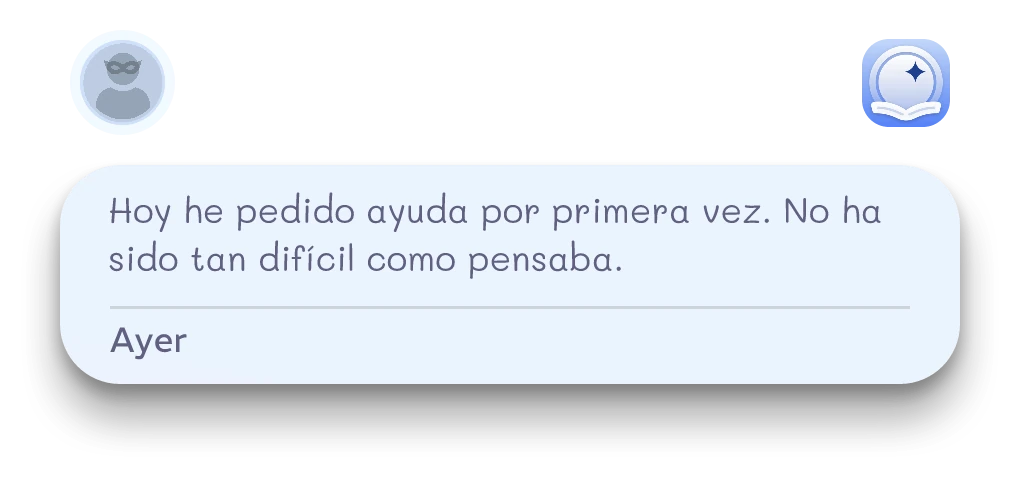 Hoy he pedido ayuda por primera vez. No ha
sido tan difícil como pensaba.
Ayer